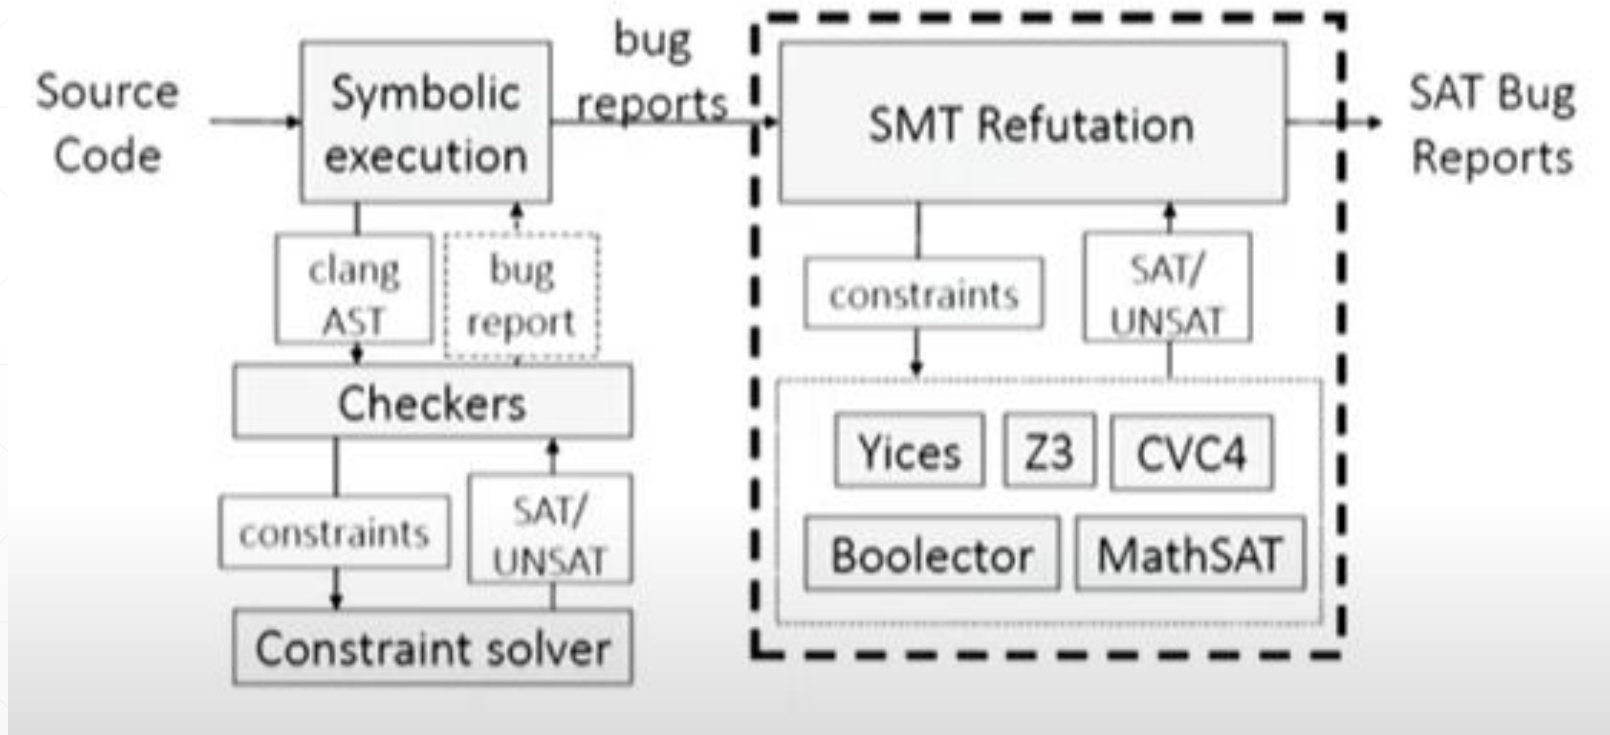 Source
Code
Symbolic
execution
bug
reports
SMT Refutation
SAT Bug
Reports
clang
AST
bug
report
Checkers
constraints
SAT/
UNSAT
Constraint solver
constraints
SAT/
UNSAT
Yices
Z3
CVC4
Boolector
MathSAT